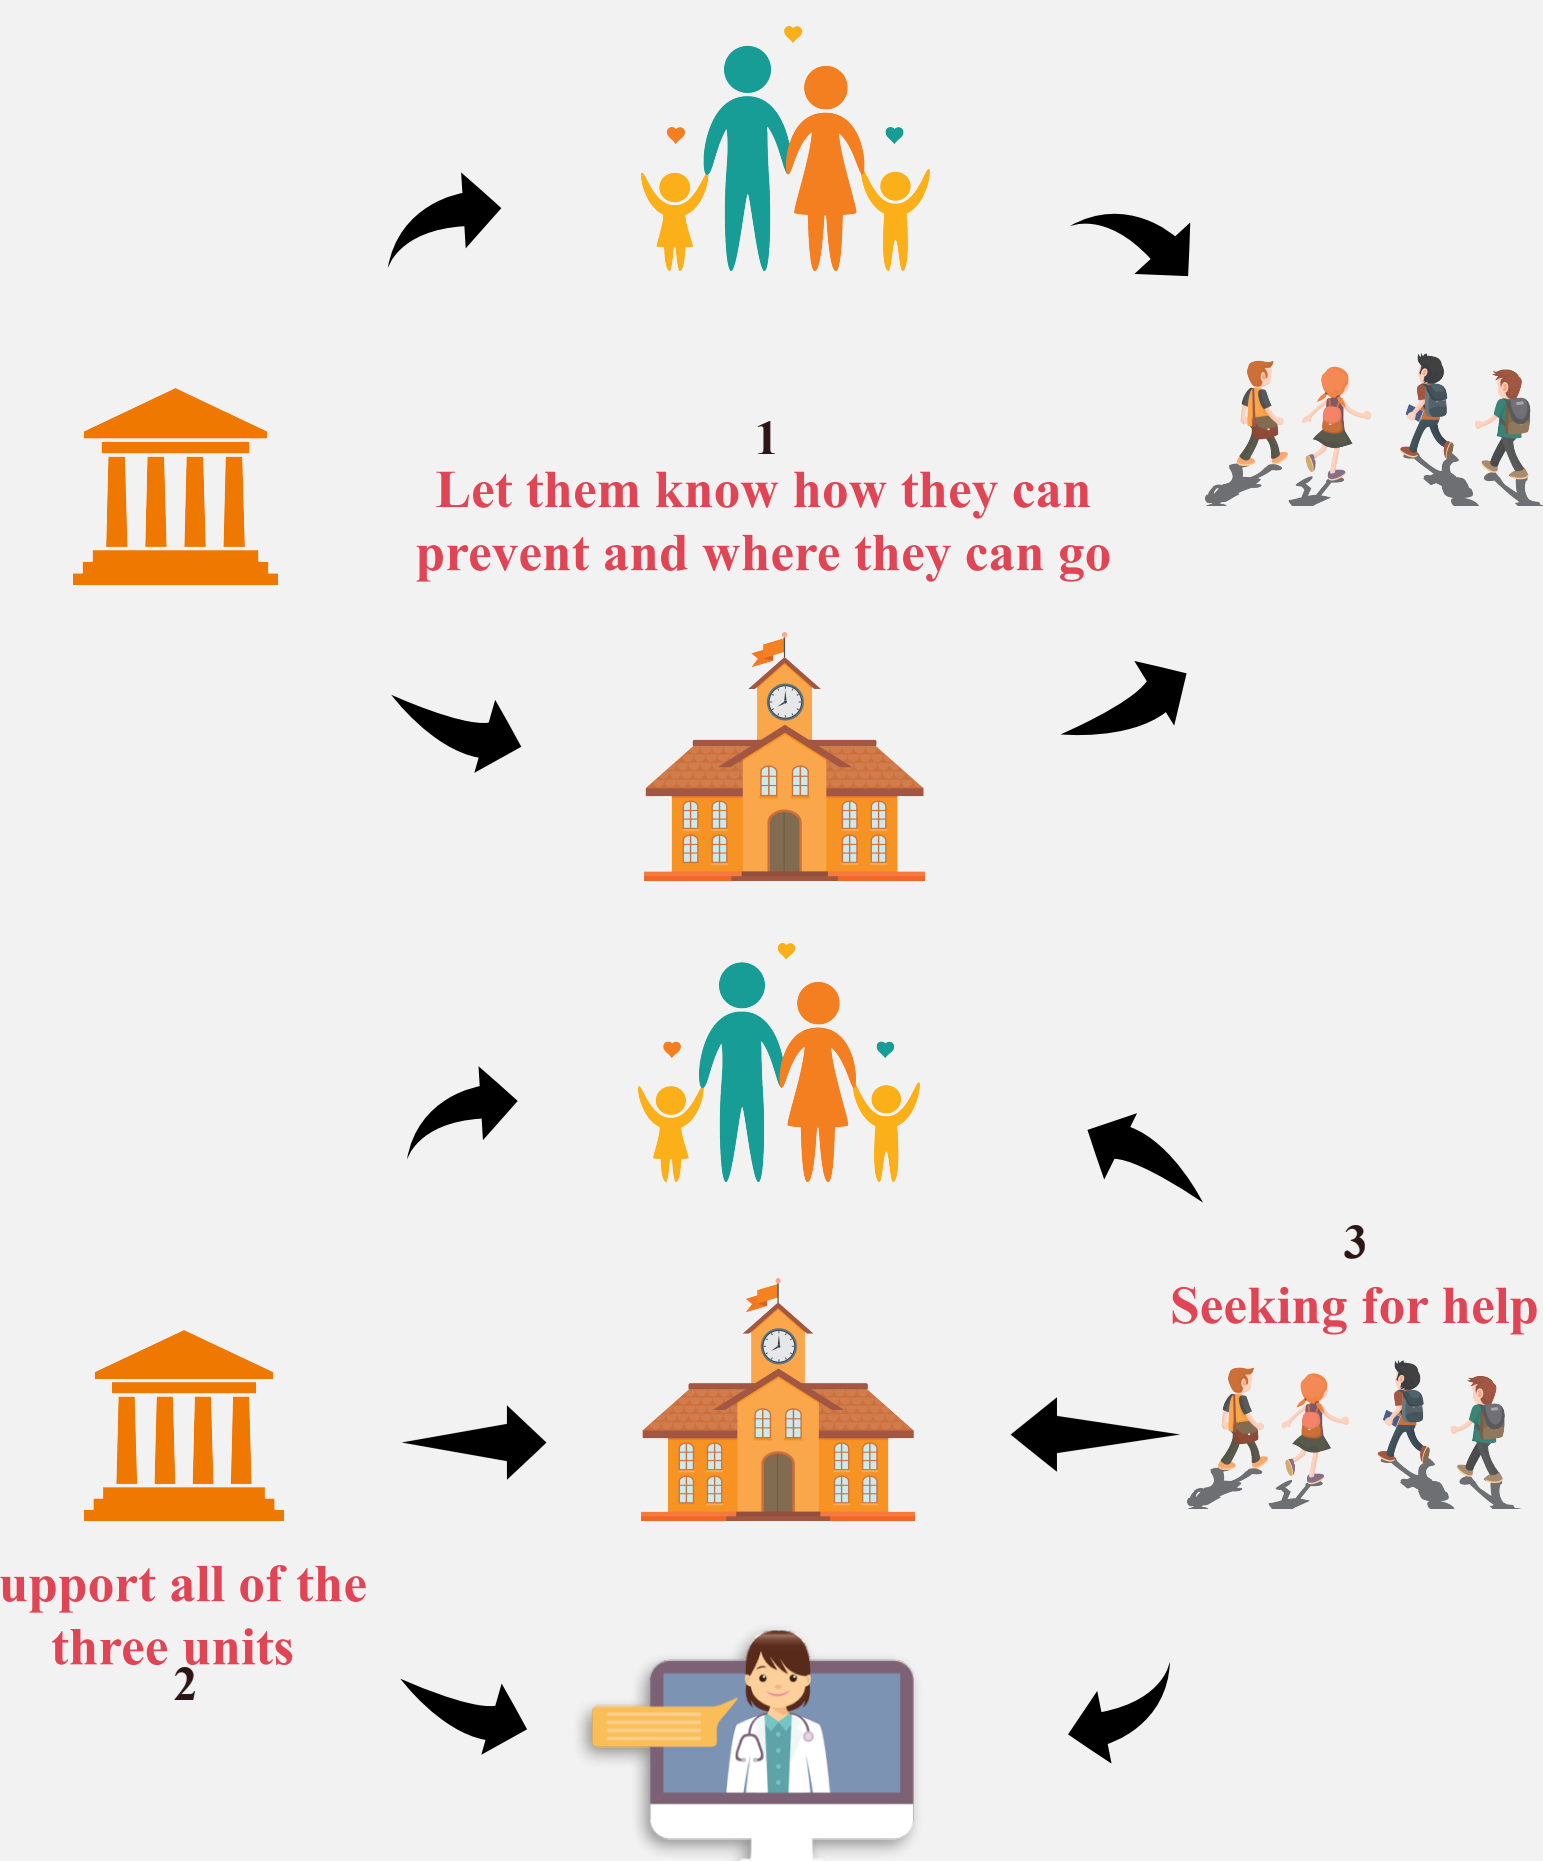 1
Let them know how they can
prevent and where they can go
3
Seeking for help
upport all of the
three units
2